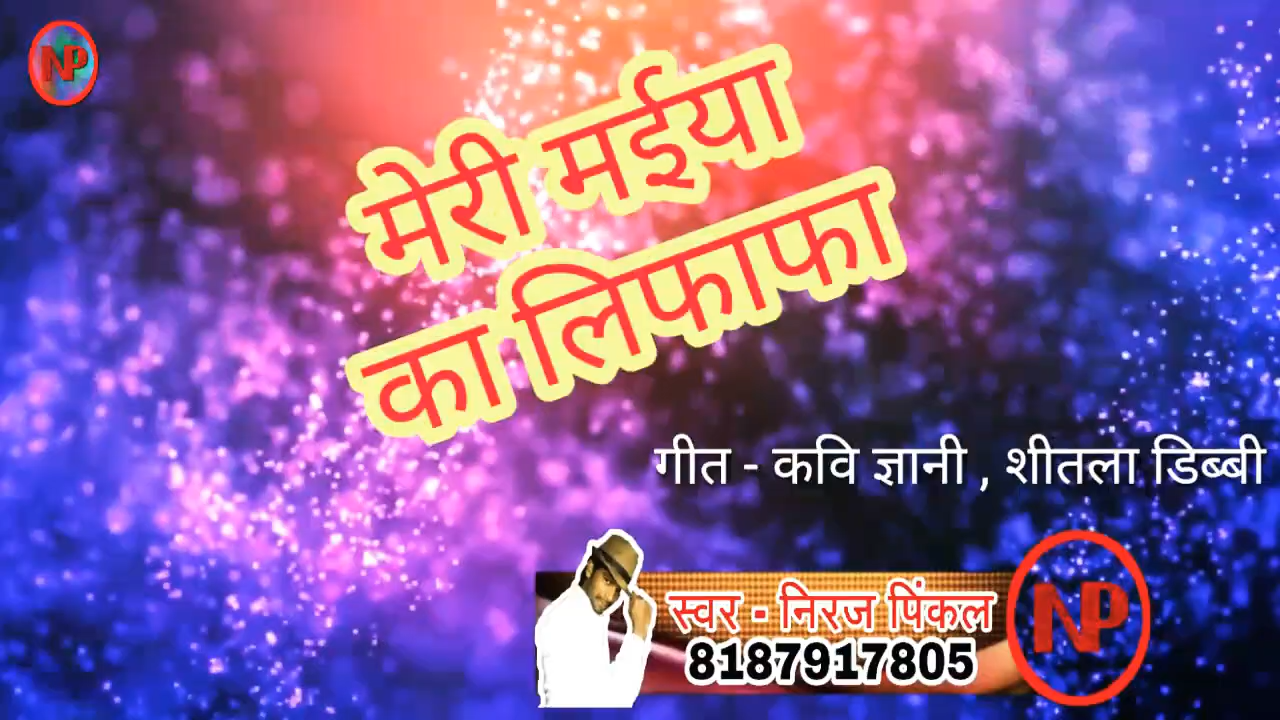 NP
मेरी मईया
का लिफाफा
गीत - कवि ज्ञानी , शीतला डिब्बी
स्वर - निरज पिंकल
8187917805
NP